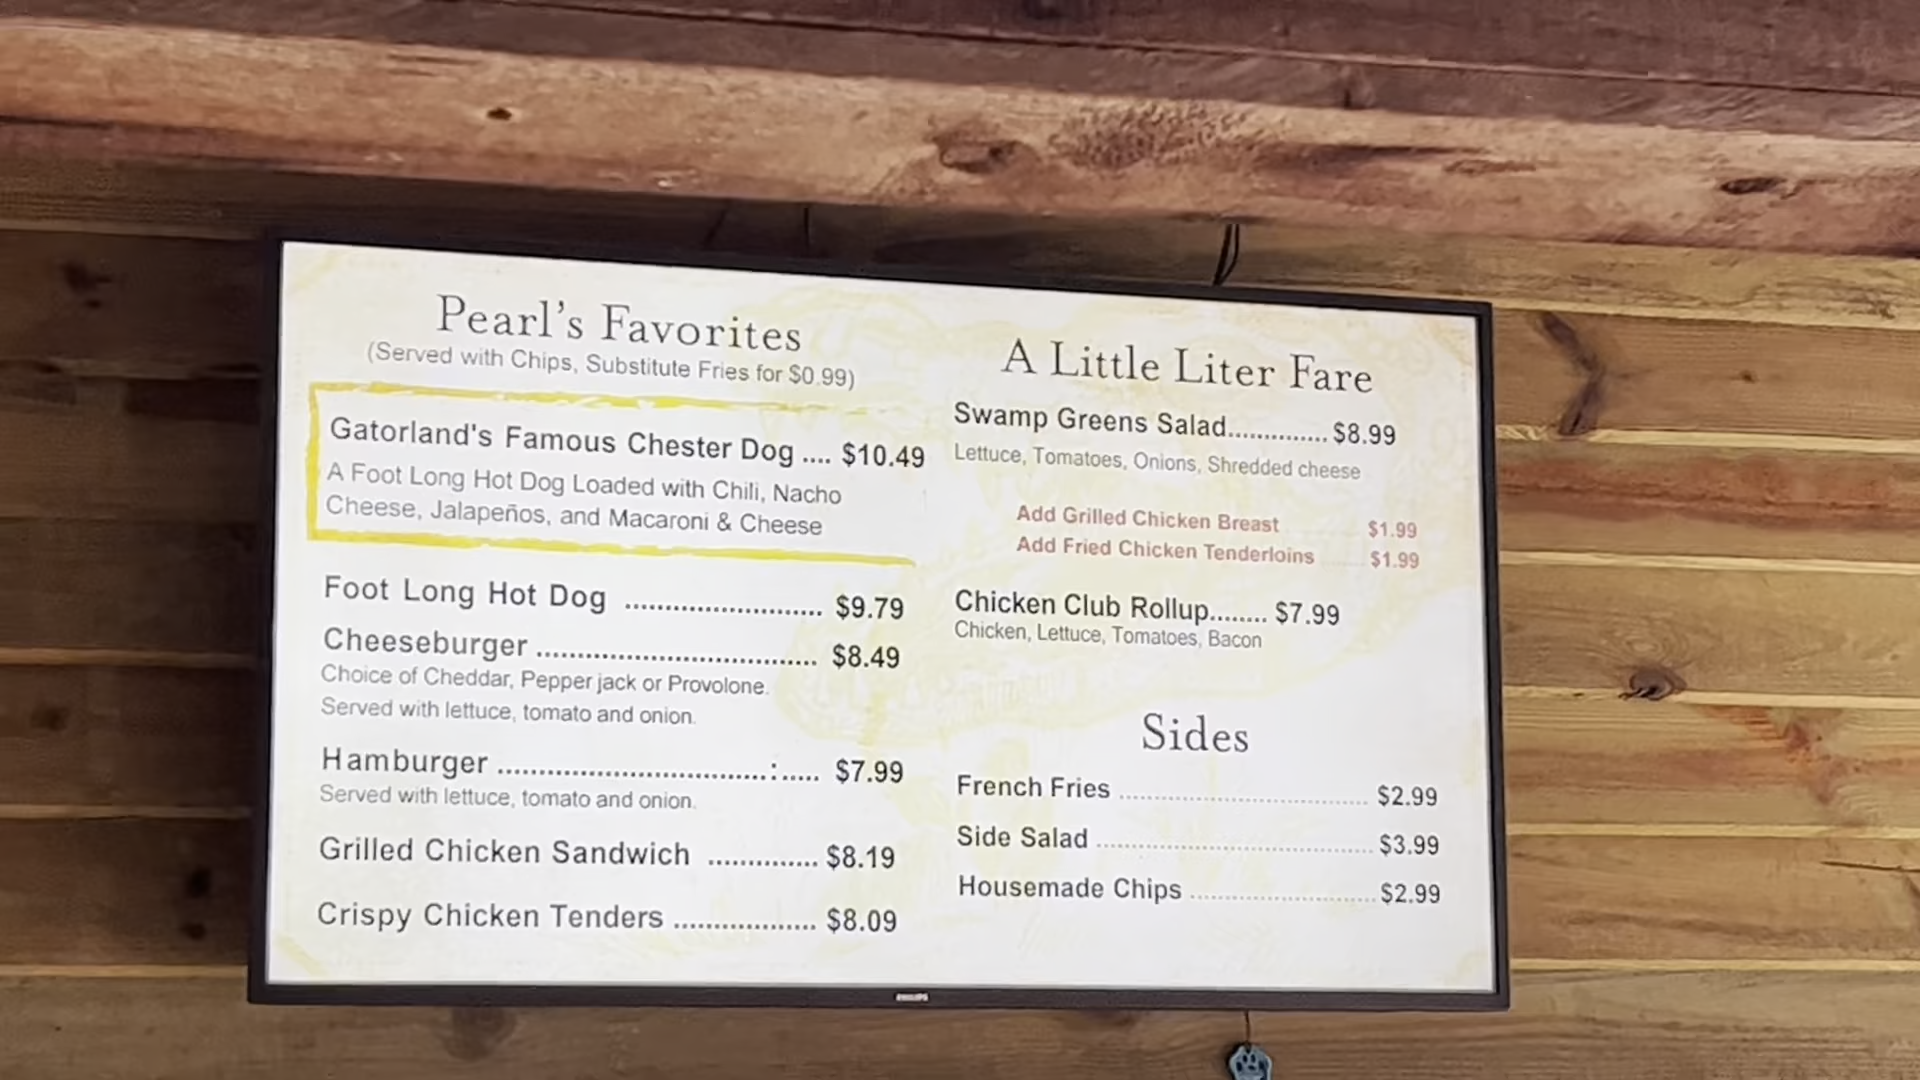 Pearl's Favorites
(Served with Chips, Substitute Fries for $0.99)
Gatorland's Famous Chester Dog .... $10.49
A Foot Long Hot Dog Loaded with Chili, Nacho
Cheese, Jalapeños, and Macaroni & Cheese
Foot Long Hot Dog ......................... $9.79
Cheeseburger ................................... $8.49
Choice of Cheddar, Pepper jack or Provolone.
Served with lettuce, tomato and onion.
Hamburger ..................................:..... $7.99
Served with lettuce, tomato and onion.
Grilled Chicken Sandwich .............. $8.19
Crispy Chicken Tenders .................. $8.09
A Little Liter Fare
Swamp Greens Salad.............. $8.99
Lettuce, Tomatoes, Onions, Shredded cheese
Add Grilled Chicken Breast $1.99
Add Fried Chicken Tenderloins $1.99
Chicken Club Rollup........ $7.99
Chicken, Lettuce, Tomatoes, Bacon
Sides
French Fries ................................ $2.99
Side Salad .................................... $3.99
Housemade Chips ........................ $2.99
PHILIPS